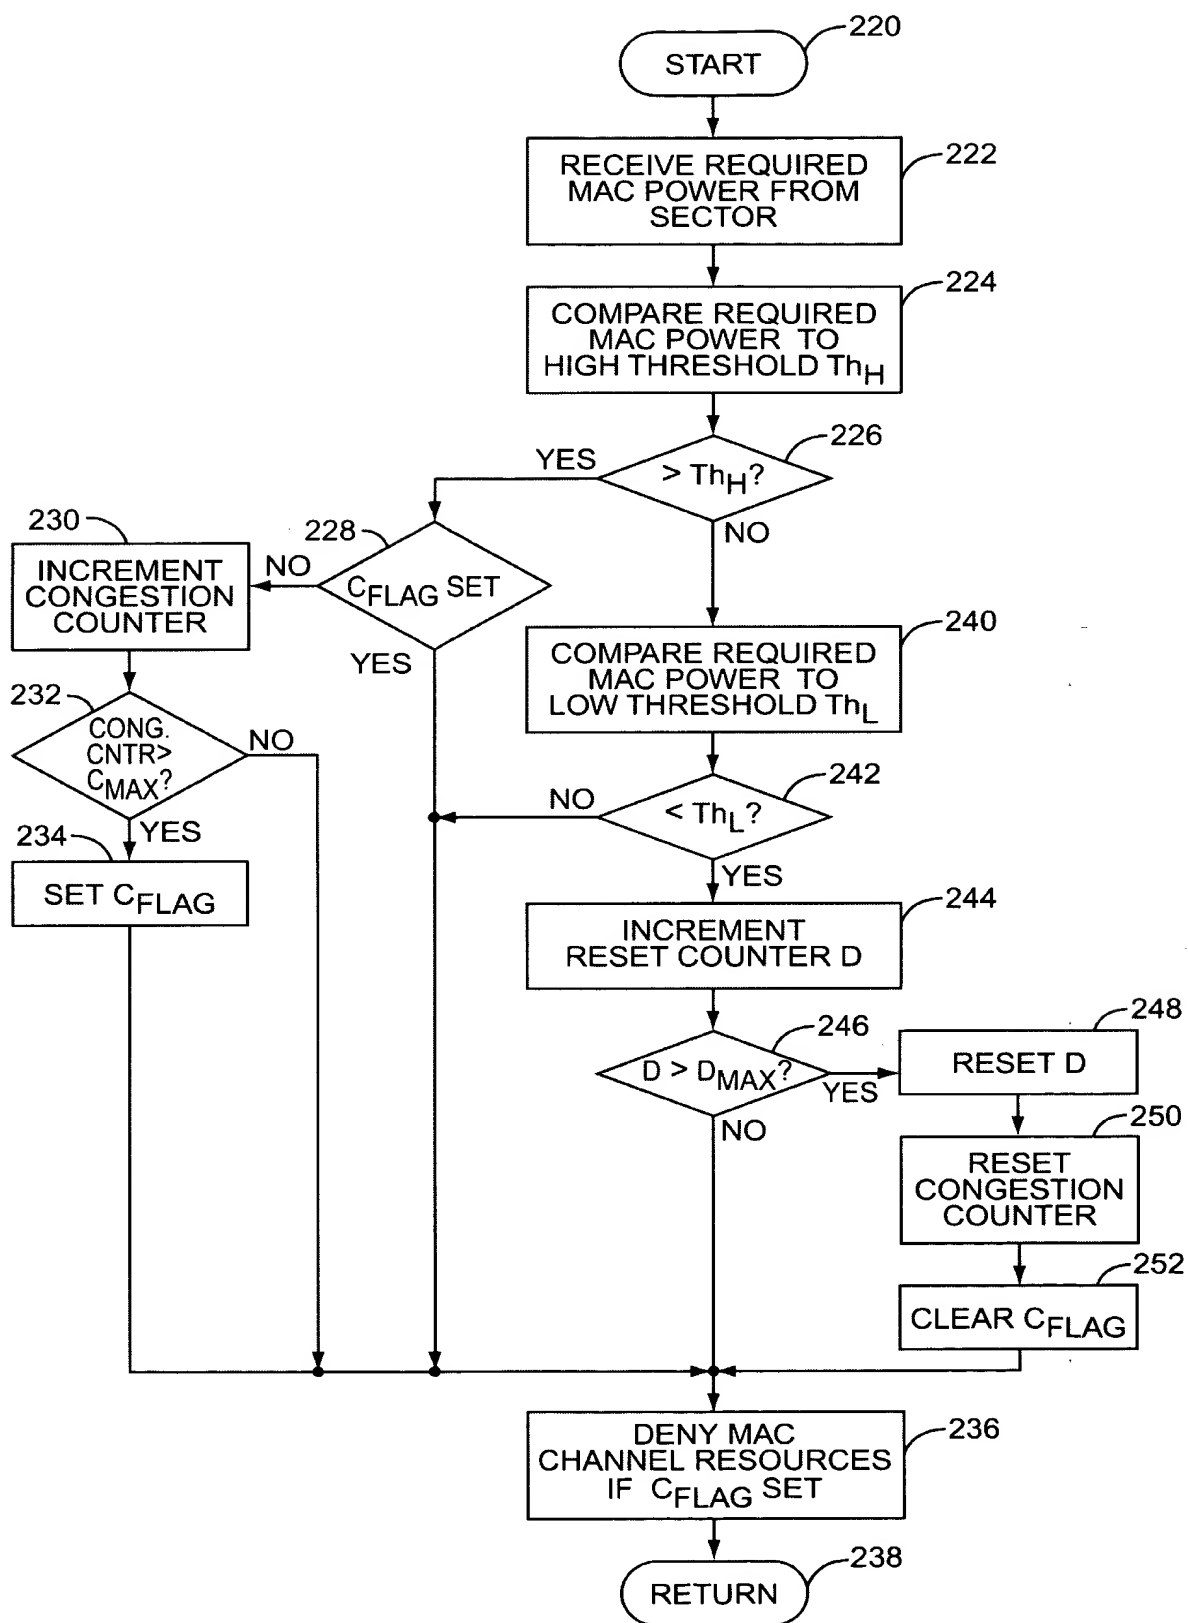 START
220
RECEIVE REQUIRED
MAC POWER FROM
SECTOR
222
COMPARE REQUIRED
MAC POWER TO
HIGH THRESHOLD ThH
224
> ThH?
226
YES
NO
228
CFLAG SET
NO
YES
230
INCREMENT
CONGESTION
COUNTER
232
CONG.
CNTR>
CMAX?
NO
YES
234
SET CFLAG
240
COMPARE REQUIRED
MAC POWER TO
LOW THRESHOLD ThL
242
< ThL?
NO
YES
244
INCREMENT
RESET COUNTER D
246
D > DMAX?
YES
NO
248
RESET D
250
RESET
CONGESTION
COUNTER
252
CLEAR CFLAG
DENY MAC
CHANNEL RESOURCES
IF CFLAG SET
236
RETURN
238